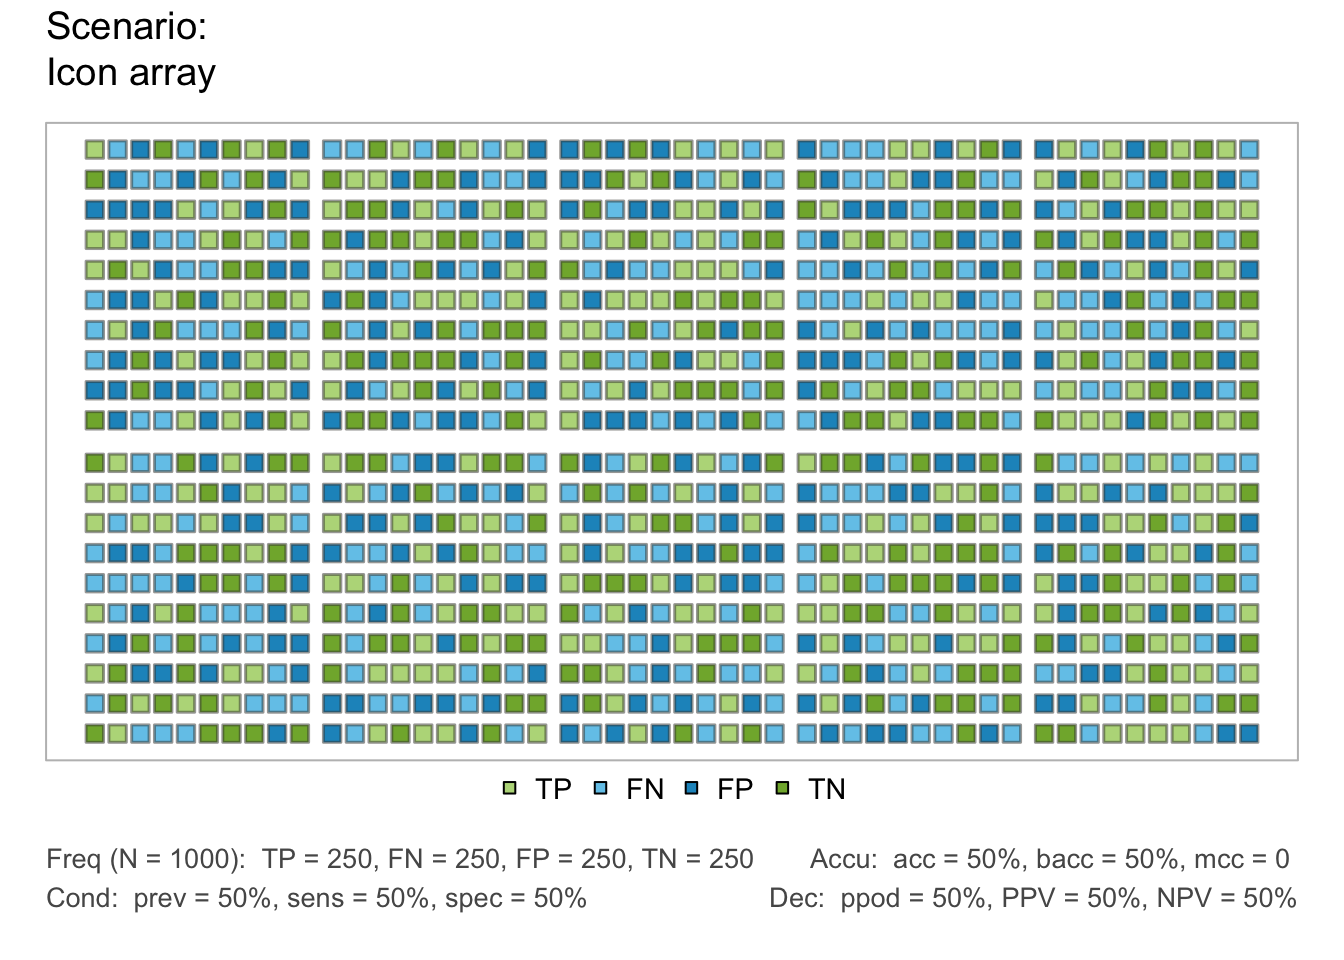 Scenario:
Icon array
TP FN FP TN
Freq (N = 1000):  TP = 250, FN = 250, FP = 250, TN = 250 Accu:  acc = 50%, bacc = 50%, mcc = 0
Cond:  prev = 50%, sens = 50%, spec = 50% Dec:  ppod = 50%, PPV = 50%, NPV = 50%